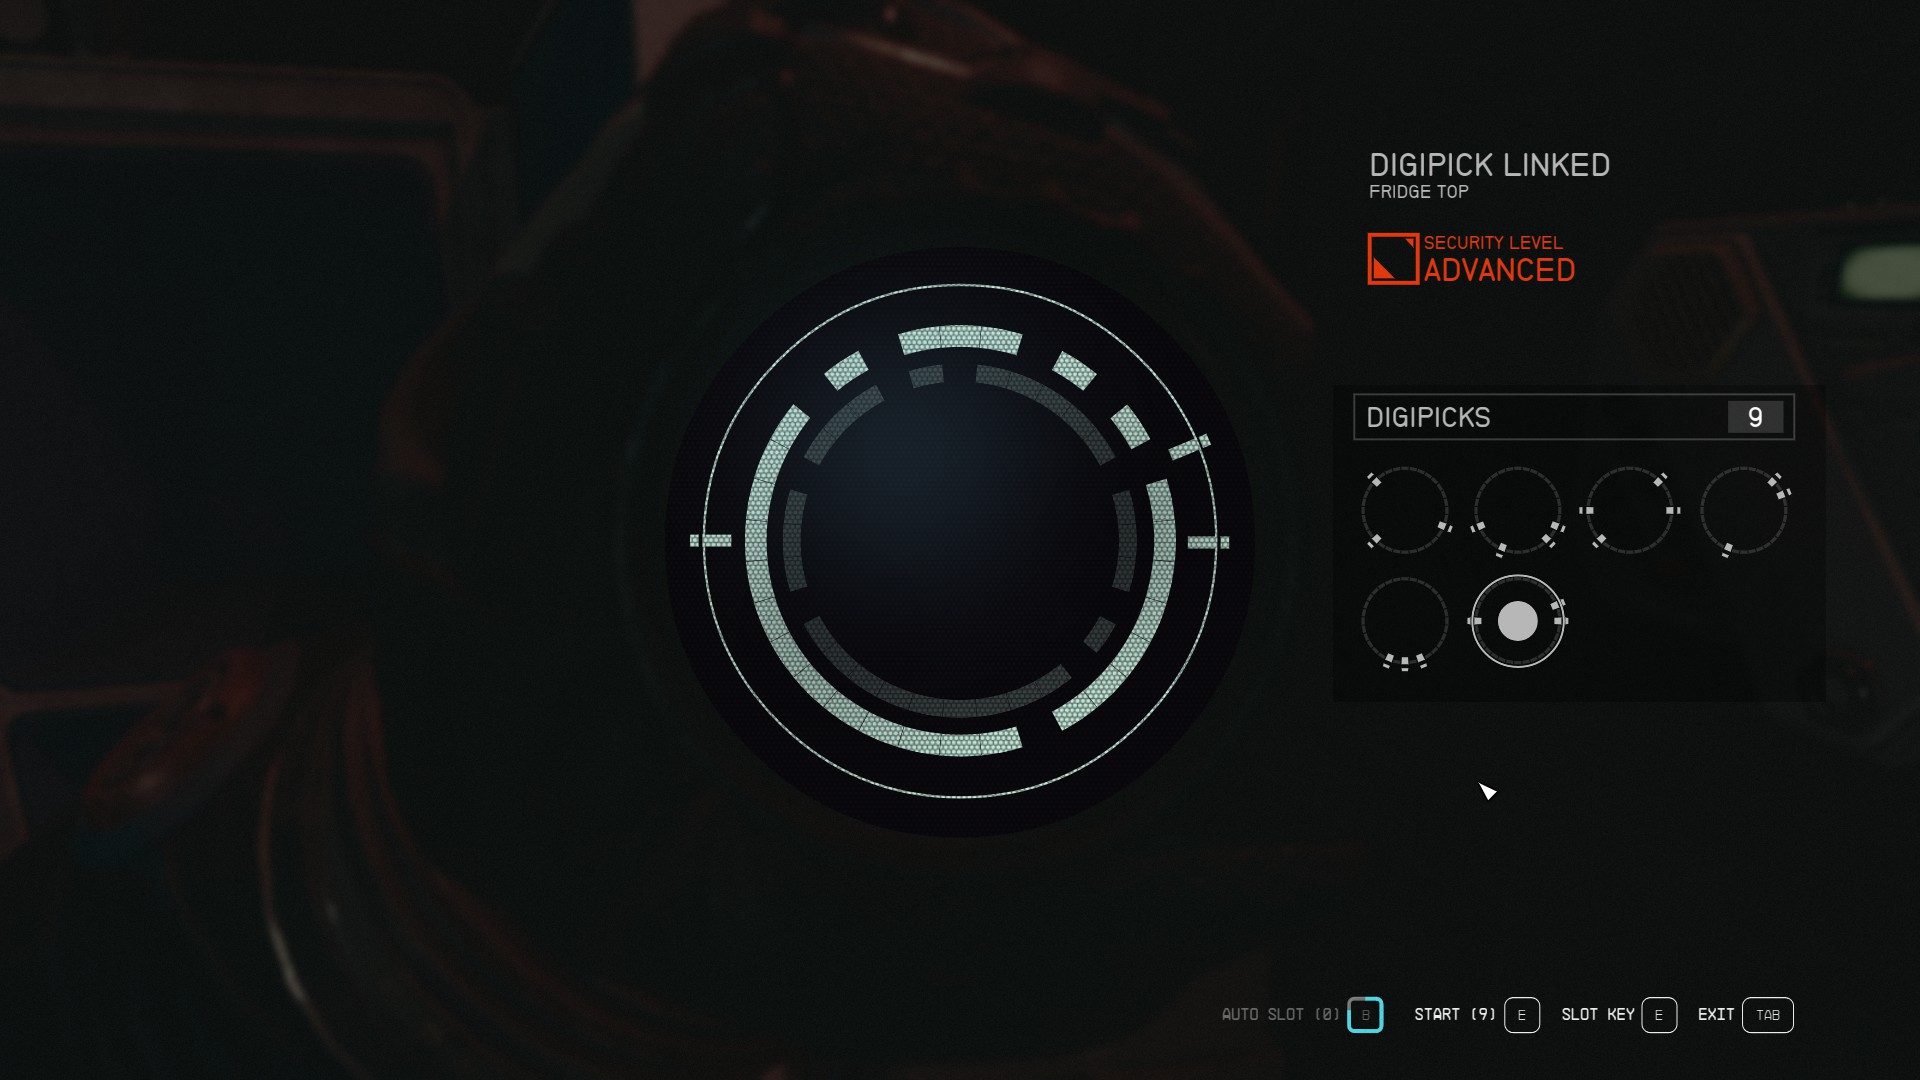 DIGIPICK LINKED
FRIDGE TOP
SECURITY LEVEL
ADVANCED
DIGIPICKS 9
AUTO SLOT (0) B START (9) E SLOT KEY E EXIT TAB